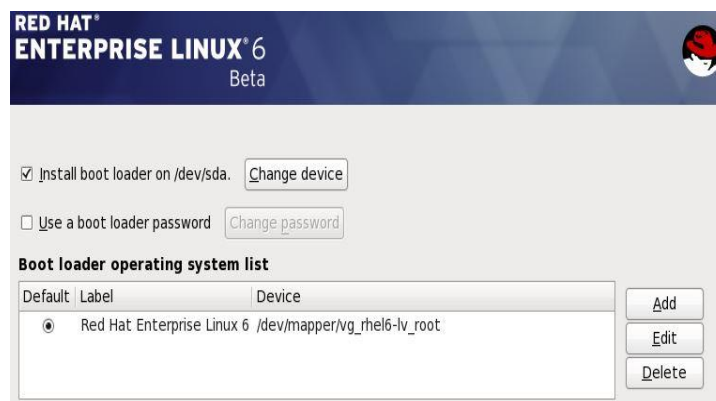 RED HAT®
ENTERPRISE LINUX® 6
Beta
Install boot loader on /dev/sda. Change device
Use a boot loader password Change password
Boot loader operating system list
Default Label Device
Red Hat Enterprise Linux 6 /dev/mapper/vg_rhel6-lv_root
Add
Edit
Delete